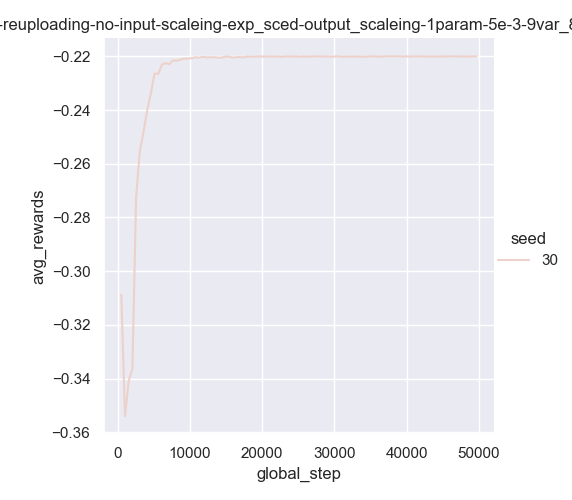 -reuploading-no-input-scaleing-exp_sced-output_scaleing-1param-5e-3-9var_8
−0.22
−0.24
−0.26
−0.28
−0.30
−0.32
−0.34
−0.36
avg_rewards
0 10000 20000 30000 40000 50000
global_step
seed
30